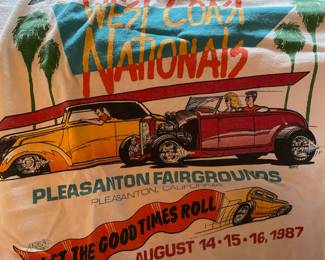 WEST COAST
NATIONALS
PLEASANTON FAIRGROUNDS
PLEASANTON, CALIFORNIA
LET THE GOOD TIMES ROLL
AUGUST 14•15•16, 1987